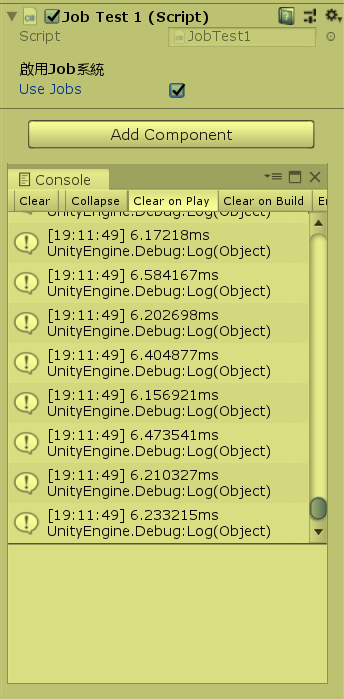 Job Test 1 (Script)
Script JobTest1
啟用Job系統
Use Jobs
Add Component
Console
Clear Collapse Clear on Play Clear on Build
UnityEngine.Debug:Log(Object)
[19:11:49] 6.17218ms
UnityEngine.Debug:Log(Object)
[19:11:49] 6.584167ms
UnityEngine.Debug:Log(Object)
[19:11:49] 6.202698ms
UnityEngine.Debug:Log(Object)
[19:11:49] 6.404877ms
UnityEngine.Debug:Log(Object)
[19:11:49] 6.156921ms
UnityEngine.Debug:Log(Object)
[19:11:49] 6.473541ms
UnityEngine.Debug:Log(Object)
[19:11:49] 6.210327ms
UnityEngine.Debug:Log(Object)
[19:11:49] 6.233215ms
UnityEngine.Debug:Log(Object)